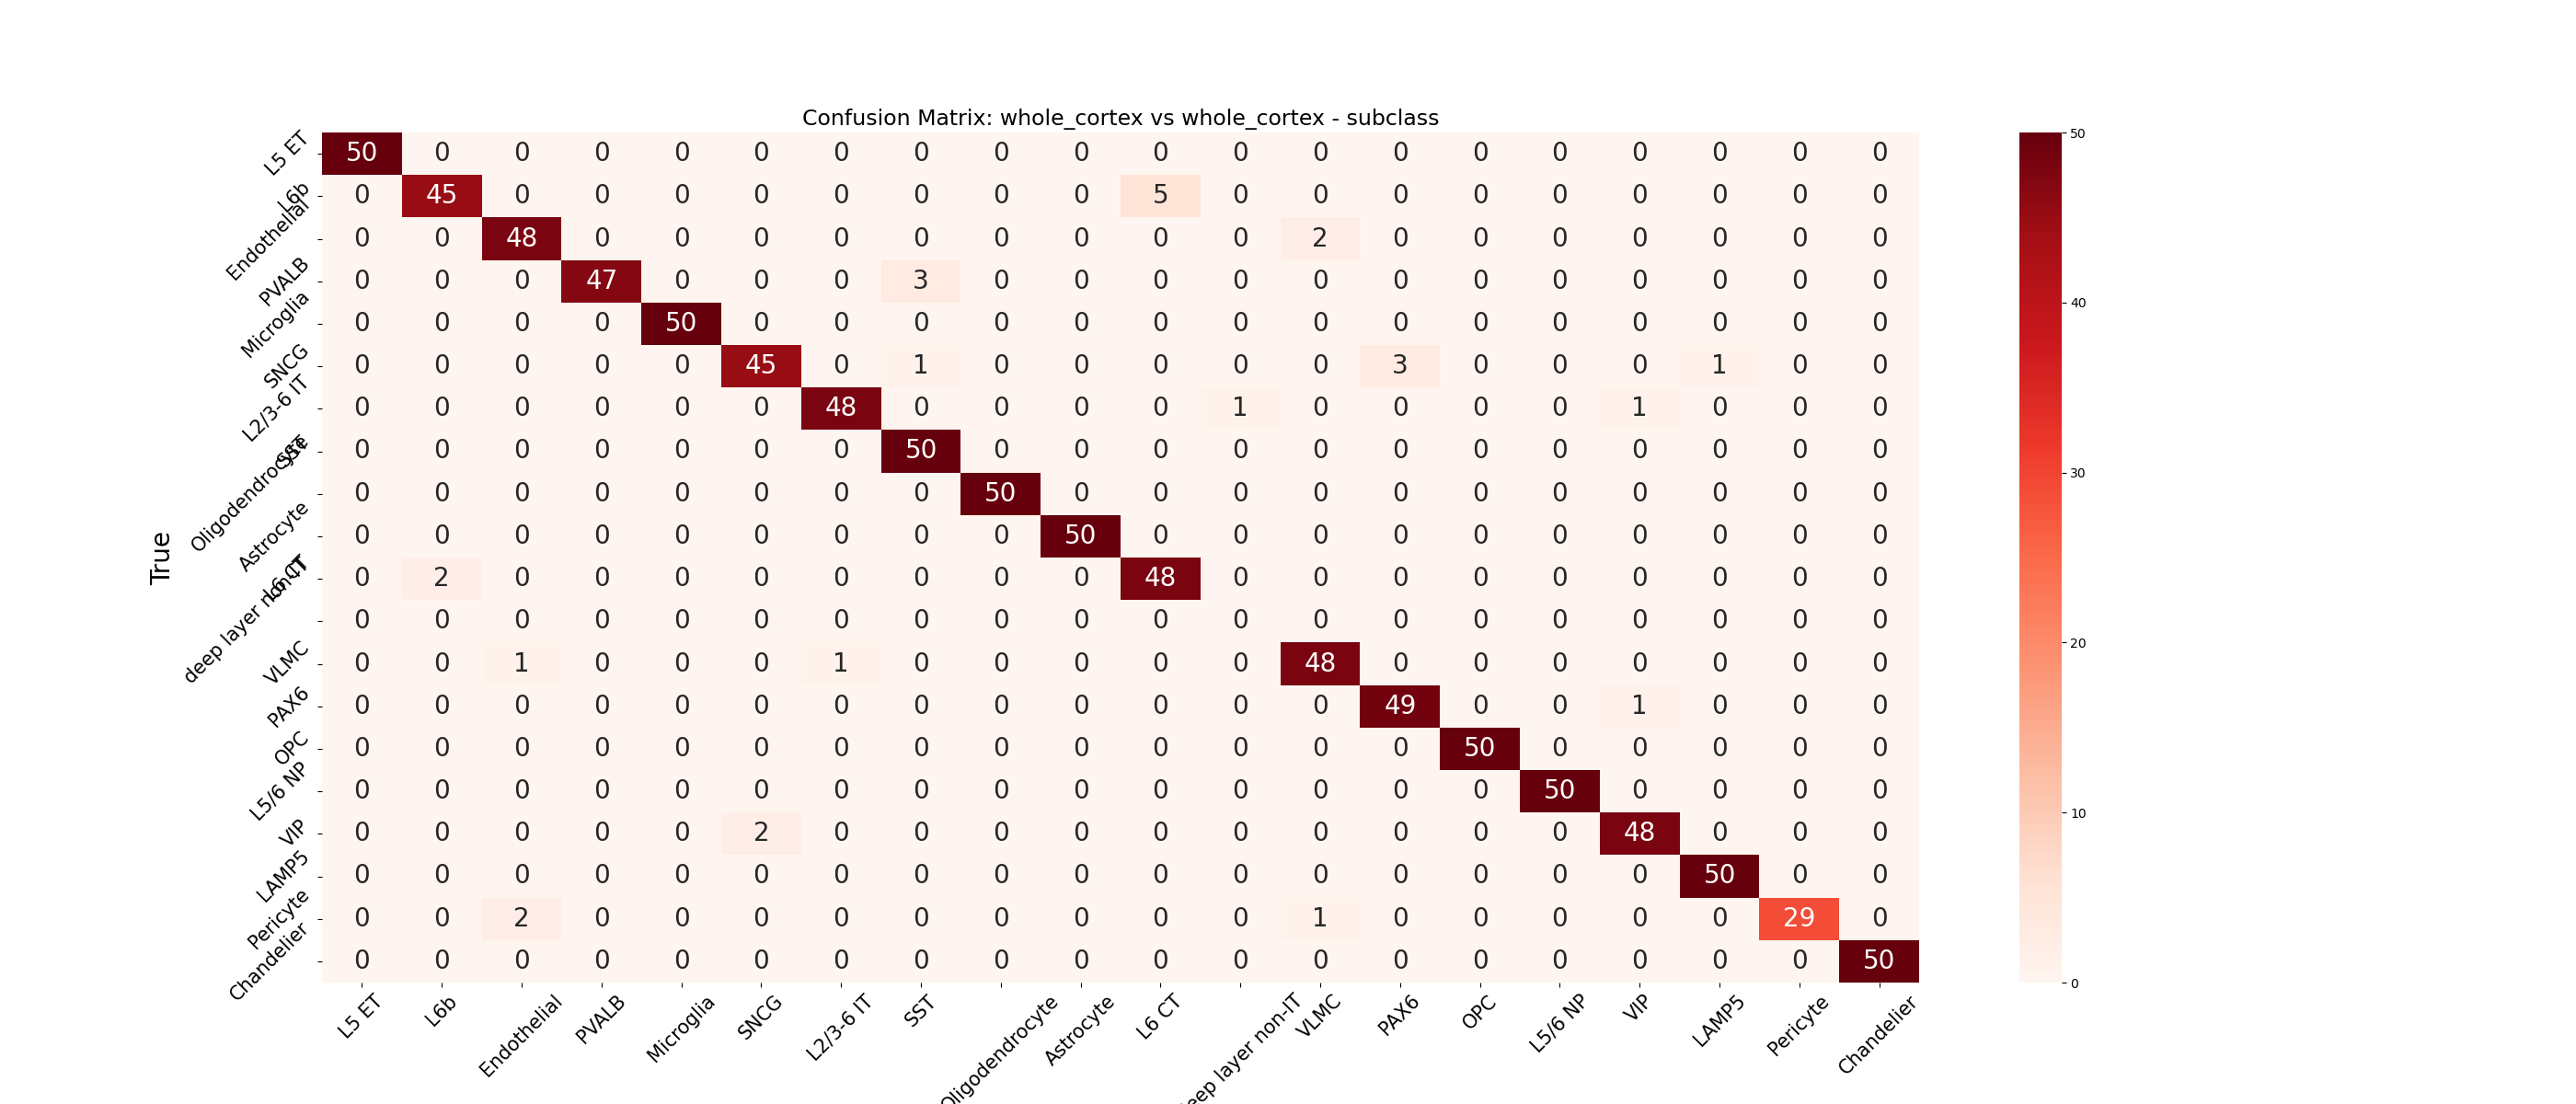 Confusion Matrix: whole_cortex vs whole_cortex - subclass
L5 ET 50 0 0 0 0 0 0 0 0 0 0 0 0 0 0 0 0 0 0 0
L6b 0 45 0 0 0 0 0 0 0 0 5 0 0 0 0 0 0 0 0 0
Endothelial 0 0 48 0 0 0 0 0 0 0 0 0 2 0 0 0 0 0 0 0
PVALB 0 0 0 47 0 0 0 3 0 0 0 0 0 0 0 0 0 0 0 0
Microglia 0 0 0 0 50 0 0 0 0 0 0 0 0 0 0 0 0 0 0 0
SNCG 0 0 0 0 0 45 0 1 0 0 0 0 0 3 0 0 0 1 0 0
L2/3-6 IT 0 0 0 0 0 0 48 0 0 0 0 1 0 0 0 0 1 0 0 0
SST 0 0 0 0 0 0 0 50 0 0 0 0 0 0 0 0 0 0 0 0
Oligodendrocyte 0 0 0 0 0 0 0 0 50 0 0 0 0 0 0 0 0 0 0 0
Astrocyte 0 0 0 0 0 0 0 0 0 50 0 0 0 0 0 0 0 0 0 0
L6 CT 0 2 0 0 0 0 0 0 0 0 48 0 0 0 0 0 0 0 0 0
deep layer non-IT 0 0 0 0 0 0 0 0 0 0 0 0 0 0 0 0 0 0 0 0
VLMC 0 0 1 0 0 0 1 0 0 0 0 0 48 0 0 0 0 0 0 0
PAX6 0 0 0 0 0 0 0 0 0 0 0 0 0 49 0 0 1 0 0 0
OPC 0 0 0 0 0 0 0 0 0 0 0 0 0 0 50 0 0 0 0 0
L5/6 NP 0 0 0 0 0 0 0 0 0 0 0 0 0 0 0 50 0 0 0 0
VIP 0 0 0 0 0 2 0 0 0 0 0 0 0 0 0 0 48 0 0 0
LAMP5 0 0 0 0 0 0 0 0 0 0 0 0 0 0 0 0 0 50 0 0
Pericyte 0 0 2 0 0 0 0 0 0 0 0 0 1 0 0 0 0 0 29 0
Chandelier 0 0 0 0 0 0 0 0 0 0 0 0 0 0 0 0 0 0 0 50
True
L5 ET L6b Endothelial PVALB Microglia SNCG L2/3-6 IT SST Oligodendrocyte Astrocyte L6 CT layer non-IT VLMC PAX6 OPC L5/6 NP VIP LAMP5 Pericyte Chandelier
50
40
30
20
10
0